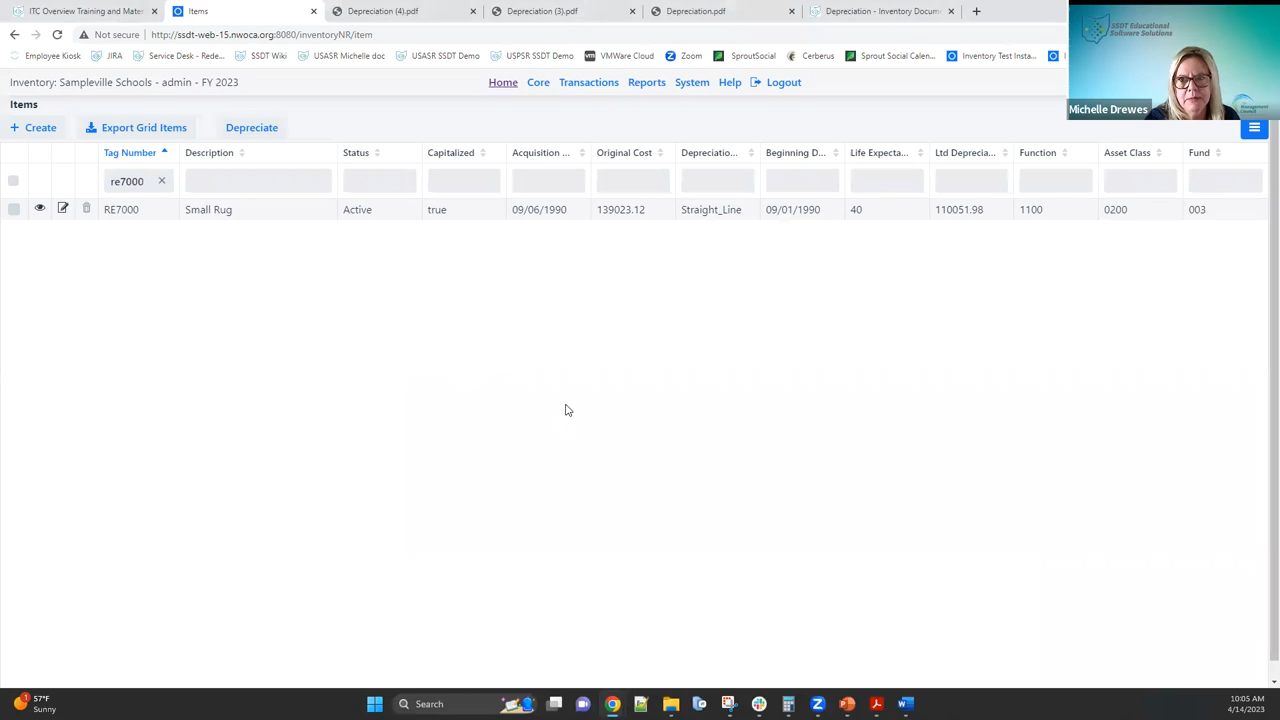 ITC Overview Training and Mater
Items
Depreciation (4).pdf
Depreciation (3).pdf
Depreciation.pdf
Depreciation - Inventory Docum
Not secure
http://ssdt-web-15.nwoca.org:8080/inventoryNR/item
Employee Kiosk
JIRA
Service Desk - Rede...
SSDT Wiki
USASR Michelle doc
USASR SSDT Demo
USPSR SSDT Demo
VMWare Cloud
Zoom
SproutSocial
Cerberus
Sprout Social Calen...
Inventory Test Insta...
SSDT Educational
Software Solutions
Management
Council
Michelle Drewes
Inventory: Sampleville Schools - admin - FY 2023
Home Core Transactions Reports System Help Logout
Items
+ Create
Export Grid Items
Depreciate
Tag Number Description Status Capitalized Acquisition ... Original Cost Depreciatio... Beginning D... Life Expecta... Ltd Deprecia... Function Asset Class Fund
re7000
RE7000 Small Rug Active true 09/06/1990 139023.12 Straight_Line 09/01/1990 40 110051.98 1100 0200 003
57°F
Sunny
Search
10:05 AM
4/14/2023